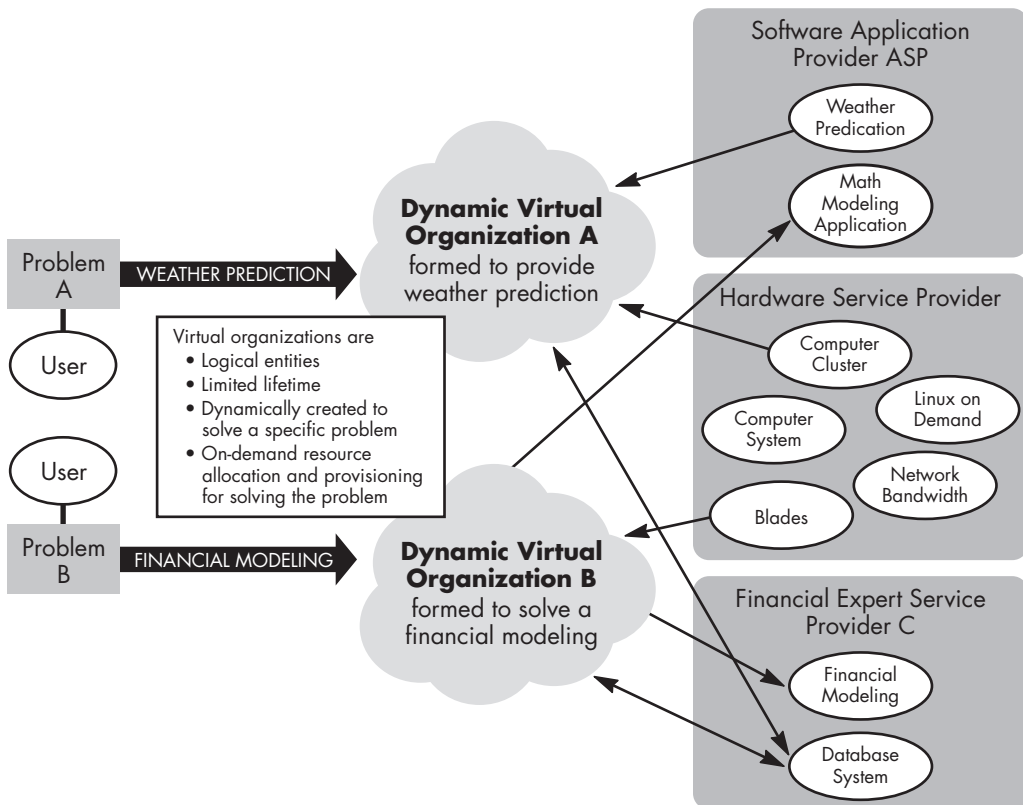 Problem
A
WEATHER PREDICTION
User
Virtual organizations are
• Logical entities
• Limited lifetime
• Dynamically created to
solve a specific problem
• On-demand resource
allocation and provisioning
for solving the problem
User
Problem
B
FINANCIAL MODELING
Dynamic Virtual
Organization A
formed to provide
weather prediction
Dynamic Virtual
Organization B
formed to solve a
financial modeling
Software Application
Provider ASP
Weather
Predication
Math
Modeling
Application
Hardware Service Provider
Computer
Cluster
Linux on
Demand
Computer
System
Network
Bandwidth
Blades
Financial Expert Service
Provider C
Financial
Modeling
Database
System